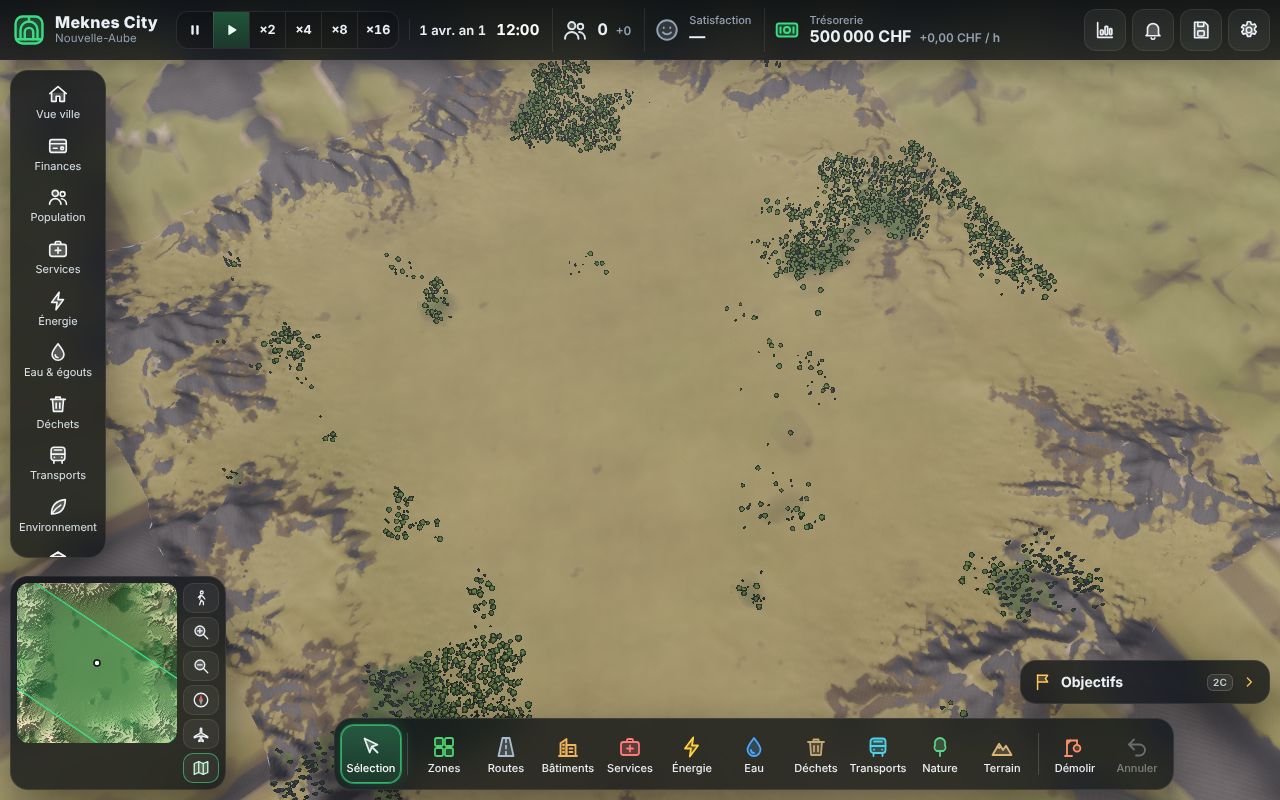 Meknes City
Nouvelle-Aube
×2
×4
×8
×16
1 avr. an 1 12:00
0 +0
Satisfaction
—
Trésorerie
500 000 CHF +0,00 CHF / h
Vue ville
Finances
Population
Services
Énergie
Eau & égouts
Déchets
Transports
Environnement
Objectifs
2C
Sélection
Zones
Routes
Bâtiments
Services
Énergie
Eau
Déchets
Transports
Nature
Terrain
Démolir
Annuler